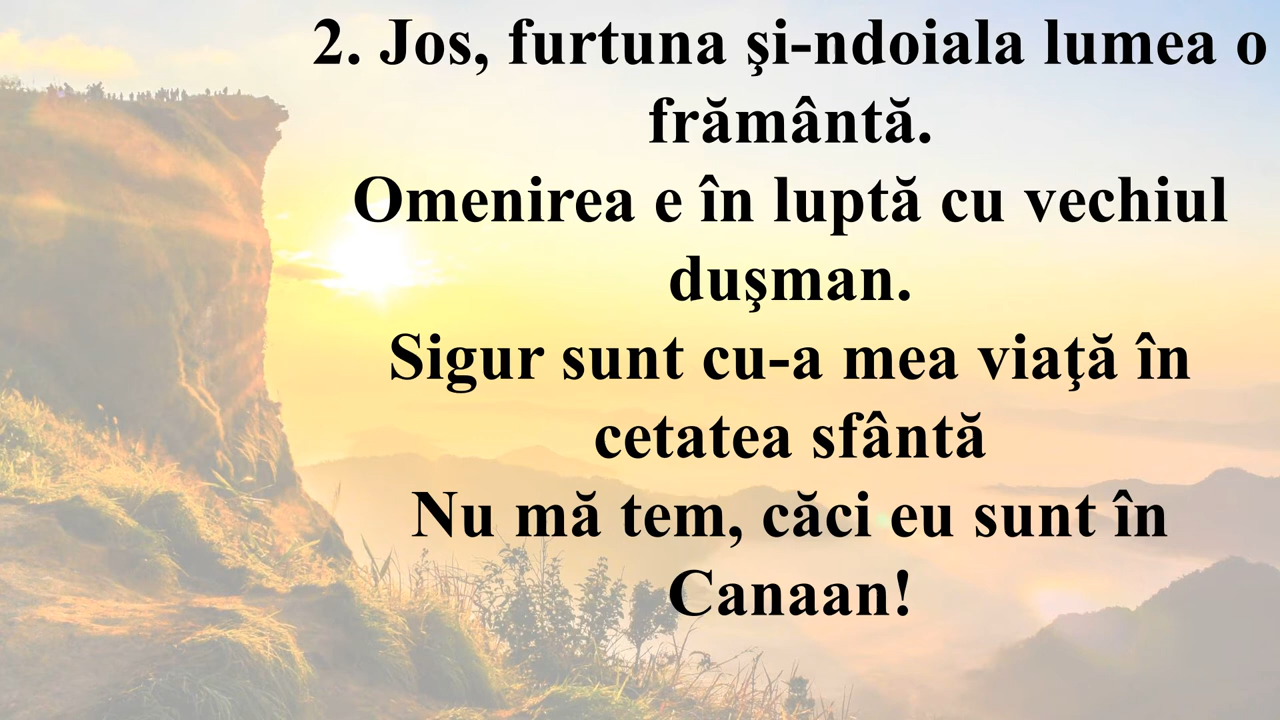 2. Jos, furtuna şi-ndoiala lumea o
frământă.
Omenirea e în luptă cu vechiul
duşman.
Sigur sunt cu-a mea viaţă în
cetatea sfântă
Nu mă tem, căci eu sunt în
Canaan!